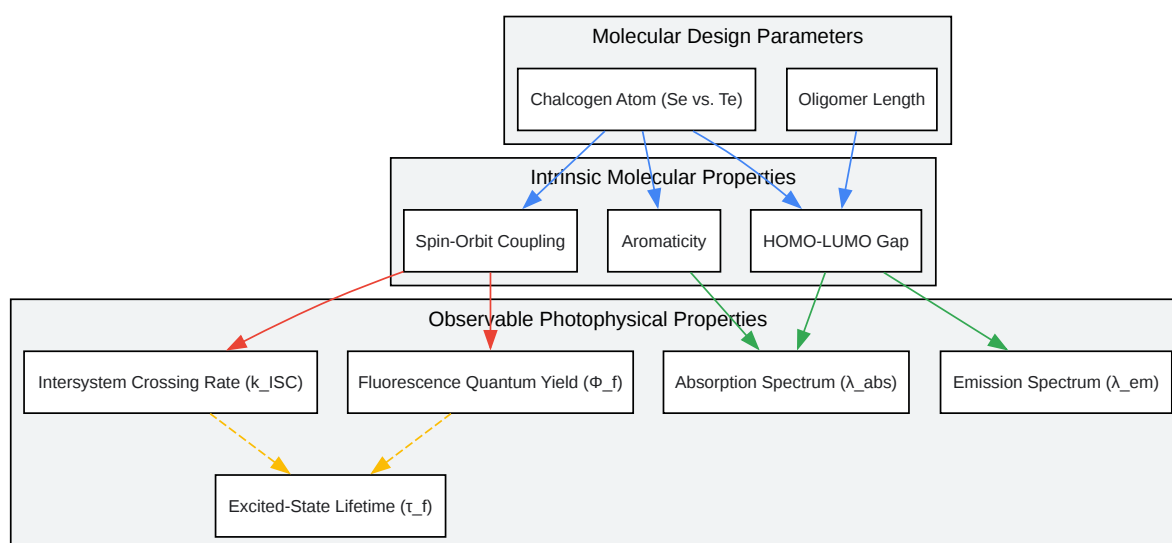 Molecular Design Parameters
Chalcogen Atom (Se vs. Te)
Oligomer Length
Intrinsic Molecular Properties
Spin-Orbit Coupling
Aromaticity
HOMO-LUMO Gap
Observable Photophysical Properties
Intersystem Crossing Rate (k_ISC)
Fluorescence Quantum Yield (Φ_f)
Absorption Spectrum (λ_abs)
Emission Spectrum (λ_em)
Excited-State Lifetime (τ_f)